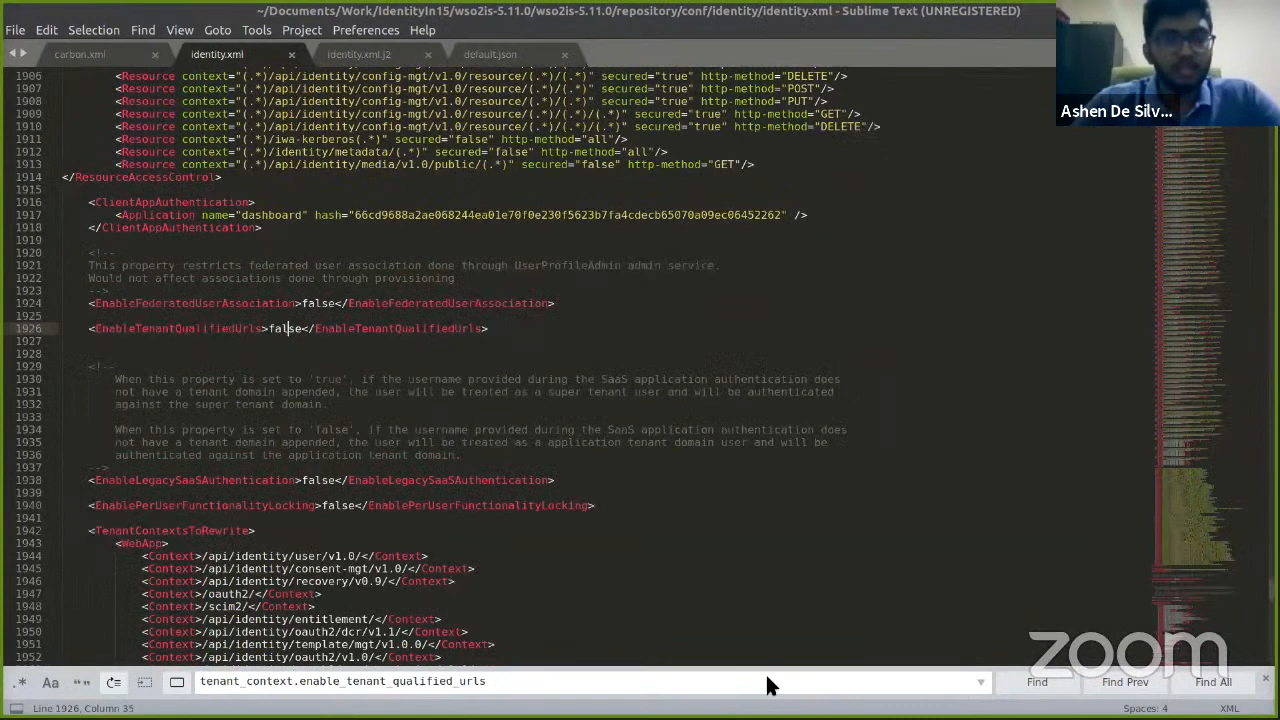 ~/Documents/Work/IdentityIn15/wso2is-5.11.0/wso2is-5.11.0/repository/conf/identity/identity.xml - Sublime Text (UNREGISTERED)
File Edit Selection Find View Goto Tools Project Preferences Help
carbon.xml × identity.xml × identity.xml.j2 × default.json ×
Ashen De Silv...
1906 <Resource context="(.*)/api/identity/config-mgt/v1.0/resource/(.*)/(.*)" secured="true" http-method="DELETE"/>
1907 <Resource context="(.*)/api/identity/config-mgt/v1.0/resource/(.*)/(.*)" secured="true" http-method="POST"/>
1908 <Resource context="(.*)/api/identity/config-mgt/v1.0/resource/(.*)/(.*)" secured="true" http-method="PUT"/>
1909 <Resource context="(.*)/api/identity/config-mgt/v1.0/resource/(.*)/(.*)/(.*)" secured="true" http-method="GET"/>
1910 <Resource context="(.*)/api/identity/config-mgt/v1.0/resource/(.*)/(.*)/(.*)" secured="true" http-method="DELETE"/>
1911 <Resource context="(.*)/iwa-kerberos(.*)" secured="false" http-method="all"/>
1912 <Resource context="(.*)/identity/metadata/(.*)" secured="false" http-method="all"/>
1913 <Resource context="(.*)/api/identity/media/v1.0/public/(.*)" secured="false" http-method="GET"/>
1914 </ResourceAccessControl>
1915
1916 <ClientAppAuthentication>
1917 <Application name="dashboard" />
1918 </ClientAppAuthentication>
1919
1920 <!--
1921 This property restricts federated user association done through UserProfileAdmin admin service.
1922 Would not affect associations done through provisioning
1923 -->
1924 <EnableFederatedUserAssociation>false</EnableFederatedUserAssociation>
1925
1926 <EnableTenantQualifiedUrls>false</EnableTenantQualifiedUrls>
1927
1928
1929 <!--
1930 When this property is set to 'true', if the username provided during the SaaS application authentication does
1931 not have a tenant domain appended, the user will be treated as a super tenant user and will be authenticated
1932 against the super tenant domain.
1933
1934 When this property is set to 'false', if the username provided during the SaaS application authentication does
1935 not have a tenant domain appended, the user will be treated as a application tenant domain user and will be
1936 authenticated against the application tenant domain.
1937 -->
1938 <EnableLegacySaaSAuthentication>false</EnableLegacySaaSAuthentication>
1939
1940 <EnablePerUserFunctionalityLocking>false</EnablePerUserFunctionalityLocking>
1941
1942 <TenantContextsToRewrite>
1943 <WebApp>
1944 <Context>/api/identity/user/v1.0/</Context>
1945 <Context>/api/identity/consent-mgt/v1.0/</Context>
1946 <Context>/api/identity/recovery/v0.9/</Context>
1947 <Context>/oauth2/</Context>
1948 <Context>/scim2/</Context>
1949 <Context>/api/identity/entitlement/</Context>
1950 <Context>/api/identity/oauth2/dcr/v1.1/</Context>
1951 <Context>/api/identity/template/mgt/v1.0.0/</Context>
1952 <Context>/api/identity/oauth2/v1.0/</Context>
zoom
.* Aa “” tenant_context.enable_tenant_qualified_urls Find Find Prev Find All ×
Line 1926, Column 35 Spaces: 4 XML